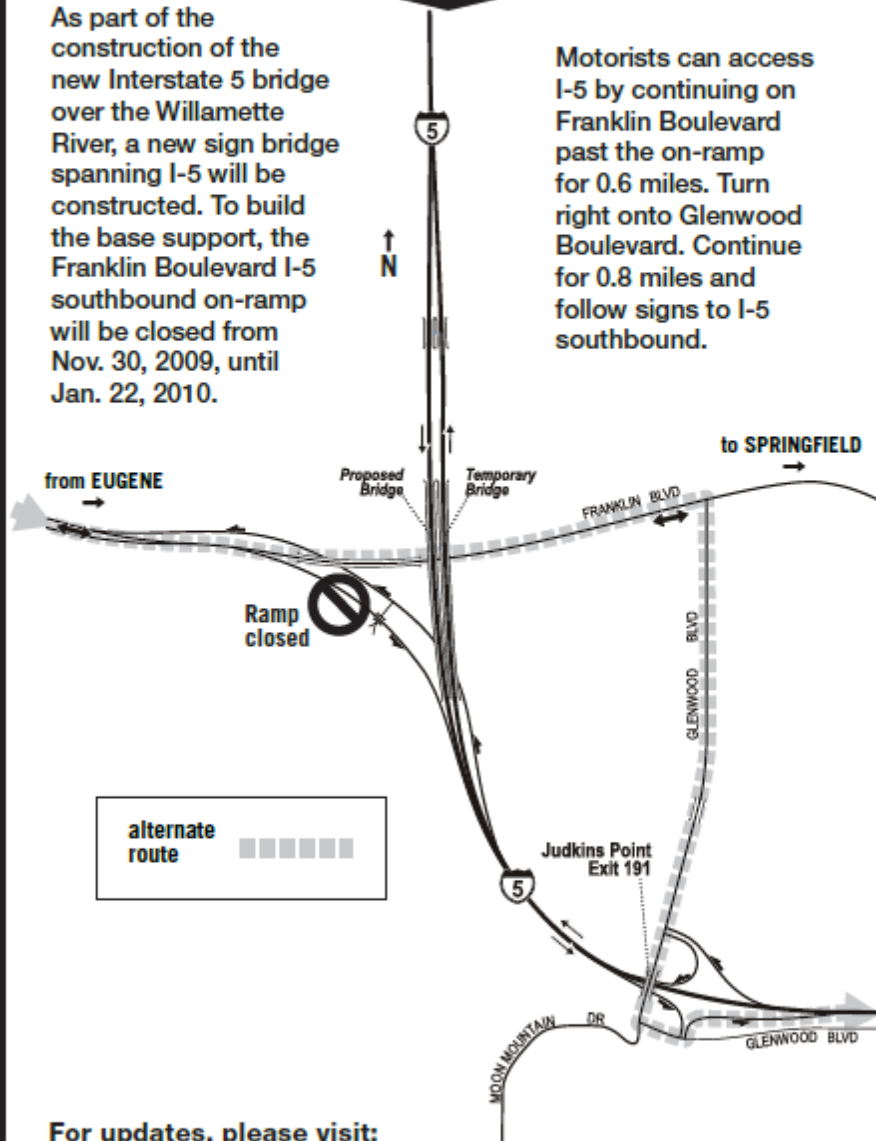 As part of the
construction of the
new Interstate 5 bridge
over the Willamette
River, a new sign bridge
spanning I-5 will be
constructed. To build
the base support, the
Franklin Boulevard I-5
southbound on-ramp
will be closed from
Nov. 30, 2009, until
Jan. 22, 2010.
Motorists can access
I-5 by continuing on
Franklin Boulevard
past the on-ramp
for 0.6 miles. Turn
right onto Glenwood
Boulevard. Continue
for 0.8 miles and
follow signs to I-5
southbound.
5
N
to SPRINGFIELD
from EUGENE
Proposed
Bridge
Temporary
Bridge
FRANKLIN BLVD
Ramp
closed
GLENWOOD BLVD
alternate
route
Judkins Point
Exit 191
5
MOON MOUNTAIN DR
GLENWOOD BLVD
For updates, please visit: